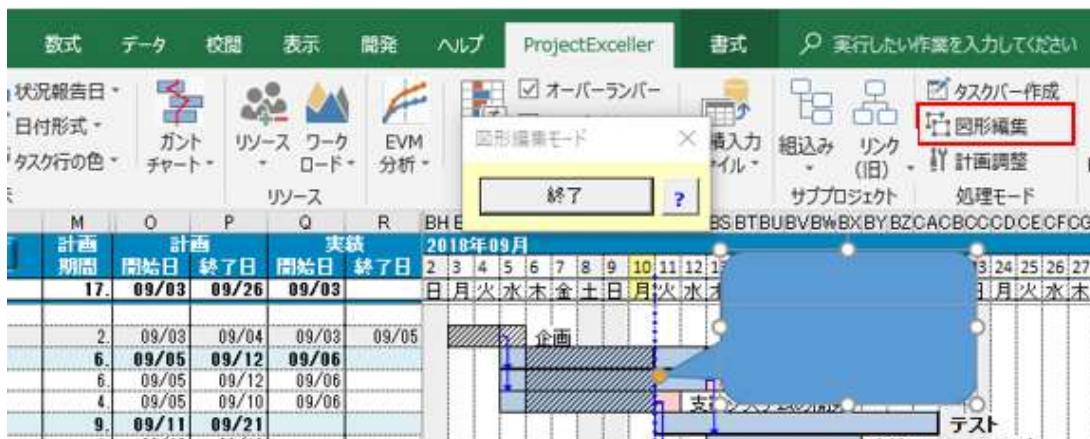 数式 データ 校閲 表示 開発 ヘルプ ProjectExceller 書式 実行したい作業を入力してください
状況報告日
日付形式
タスク行の色
ガント
チャート
リソース
ワーク
ロード
EVM
分析
オーバーランバー
組込み
リンク
(旧)
タスクバー作成
図形編集
計画調整
リソース
サブプロジェクト
処理モード
図形編集モード
終了
?
M O P Q R BH
計画 計画 実績 2018年09月
期間 開始日 終了日 開始日 終了日 2 3 4 5 6 7 8 9 10 11 12 24 25 26 27
17. 09/03 09/26 09/03 日 月 火 水 木 金 土 日 月 火 水 木 月 火 水 木
2. 09/03 09/04 09/03 09/05 企画
6. 09/05 09/12 09/06
6. 09/05 09/12 09/06
4. 09/05 09/10 09/06
9. 09/11 09/21 テスト